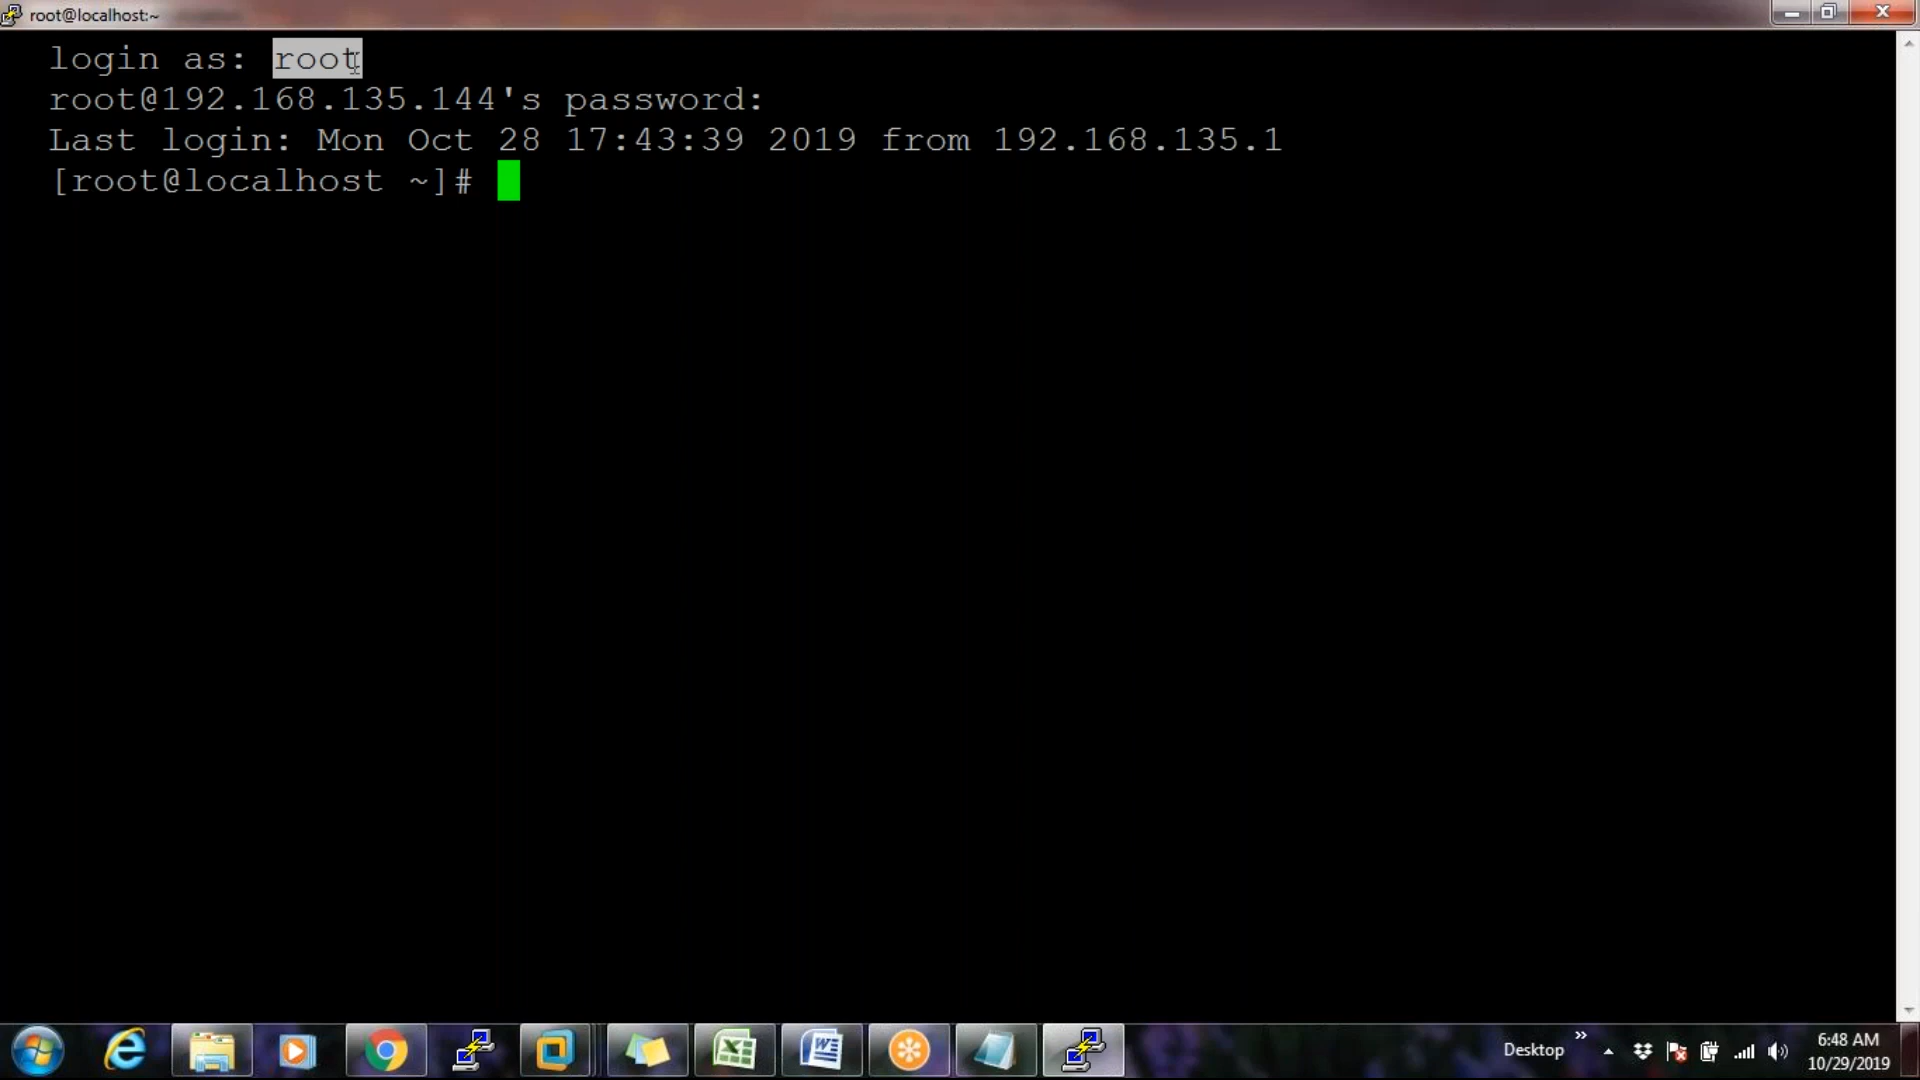 root@localhost:~
login as: root
root@192.168.135.144's password:
Last login: Mon Oct 28 17:43:39 2019 from 192.168.135.1
[root@localhost ~]#
Desktop
6:48 AM
10/29/2019